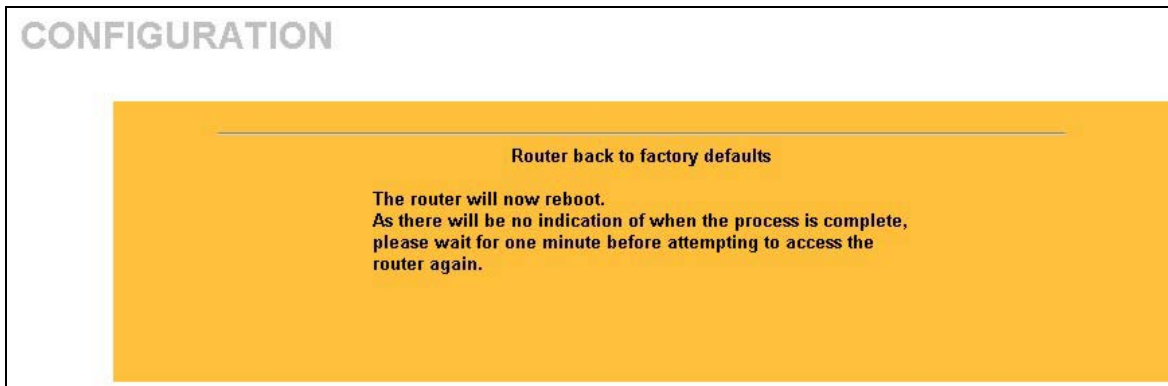 CONFIGURATION
Router back to factory defaults
The router will now reboot.
As there will be no indication of when the process is complete,
please wait for one minute before attempting to access the
router again.